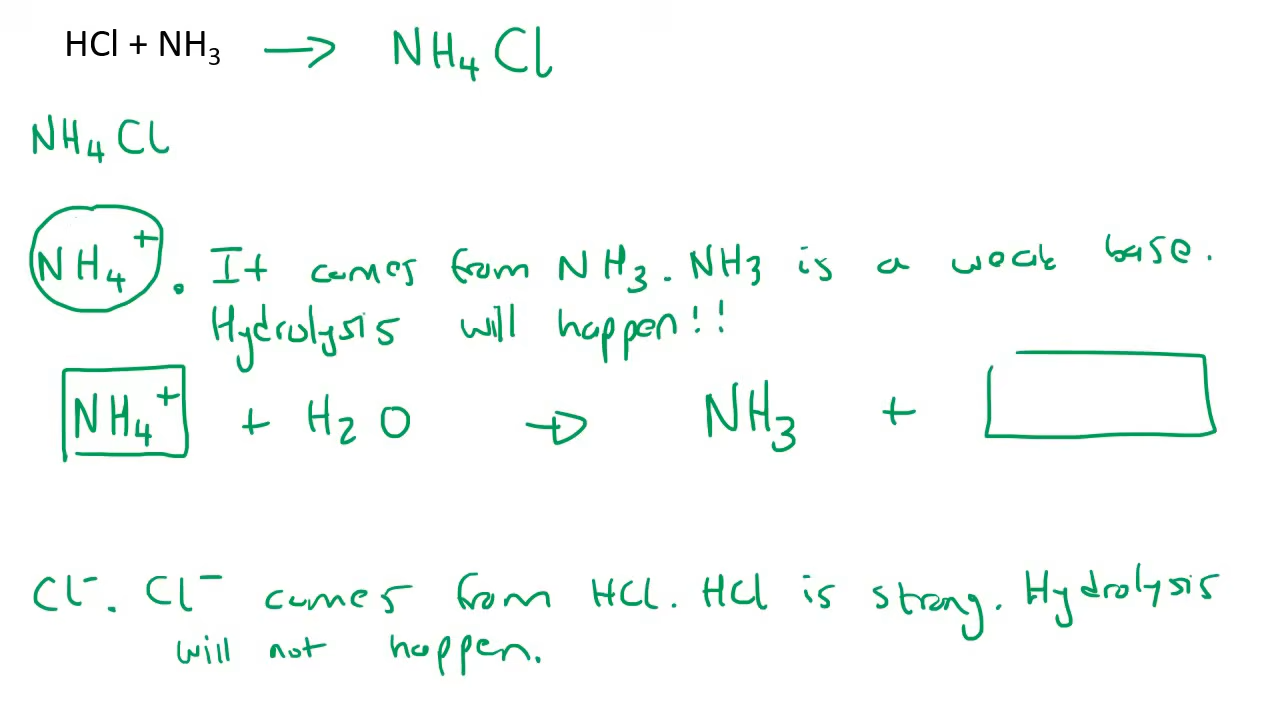 HCl + NH₃ → NH₄Cl
NH₄Cl
NH₄⁺. It comes from NH₃. NH₃ is a weak base.
Hydrolysis will happen!!
NH₄⁺ + H₂O → NH₃ +
Cl⁻. Cl⁻ comes from HCl. HCl is strong. Hydrolysis
will not happen.